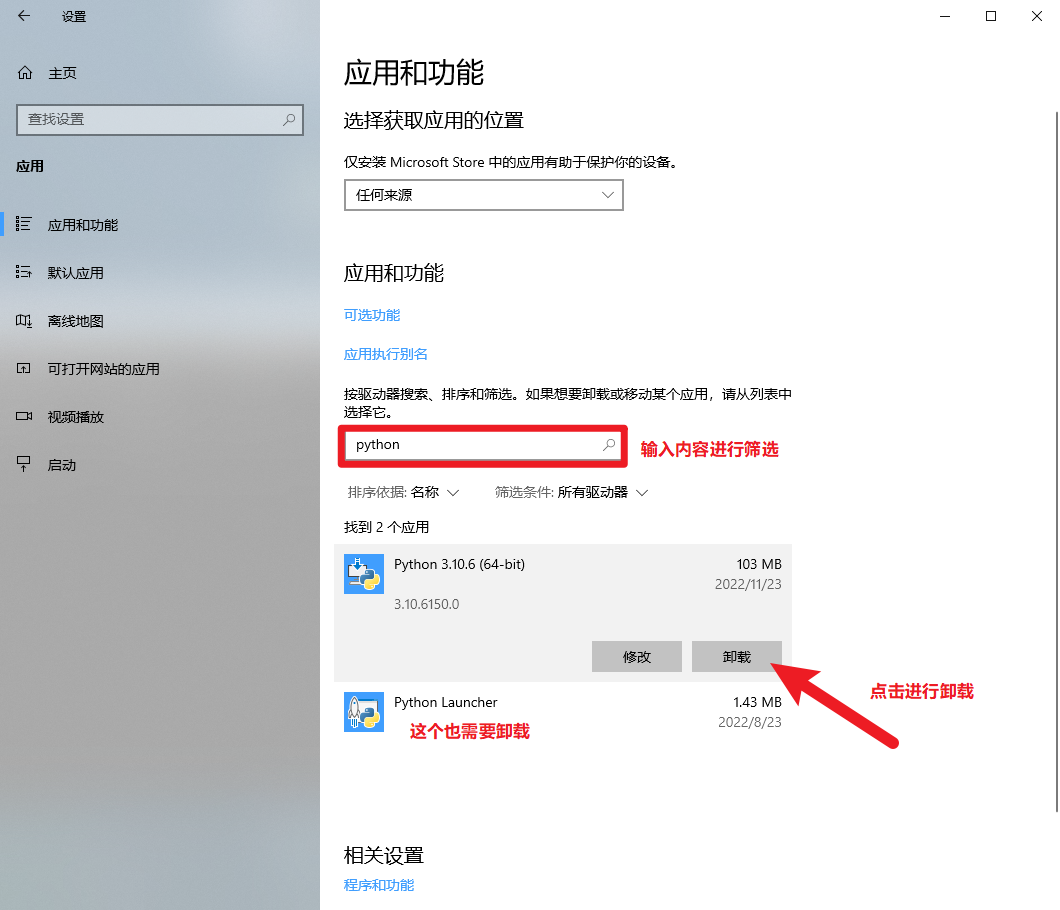 设置
主页
查找设置
应用
应用和功能
默认应用
离线地图
可打开网站的应用
视频播放
启动
应用和功能
选择获取应用的位置
仅安装 Microsoft Store 中的应用有助于保护你的设备。
任何来源
应用和功能
可选功能
应用执行别名
按驱动器搜索、排序和筛选。如果想要卸载或移动某个应用，请从列表中
选择它。
python
输入内容进行筛选
排序依据: 名称 筛选条件: 所有驱动器
找到 2 个应用
Python 3.10.6 (64-bit) 103 MB
2022/11/23
3.10.6150.0
修改 卸载
点击进行卸载
Python Launcher 1.43 MB
2022/8/23
这个也需要卸载
相关设置
程序和功能